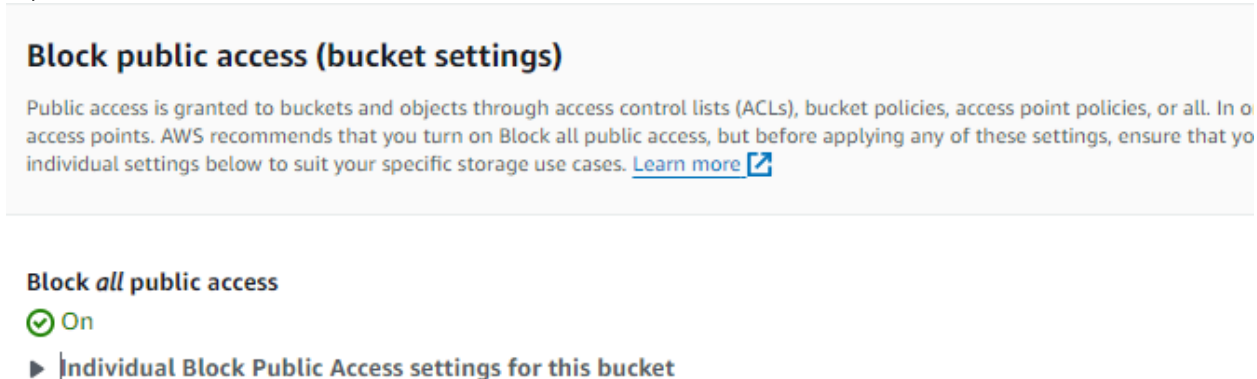 Block public access (bucket settings)
Public access is granted to buckets and objects through access control lists (ACLs), bucket policies, access point policies, or all. In o
access points. AWS recommends that you turn on Block all public access, but before applying any of these settings, ensure that yo
individual settings below to suit your specific storage use cases. Learn more
Block all public access
On
Individual Block Public Access settings for this bucket